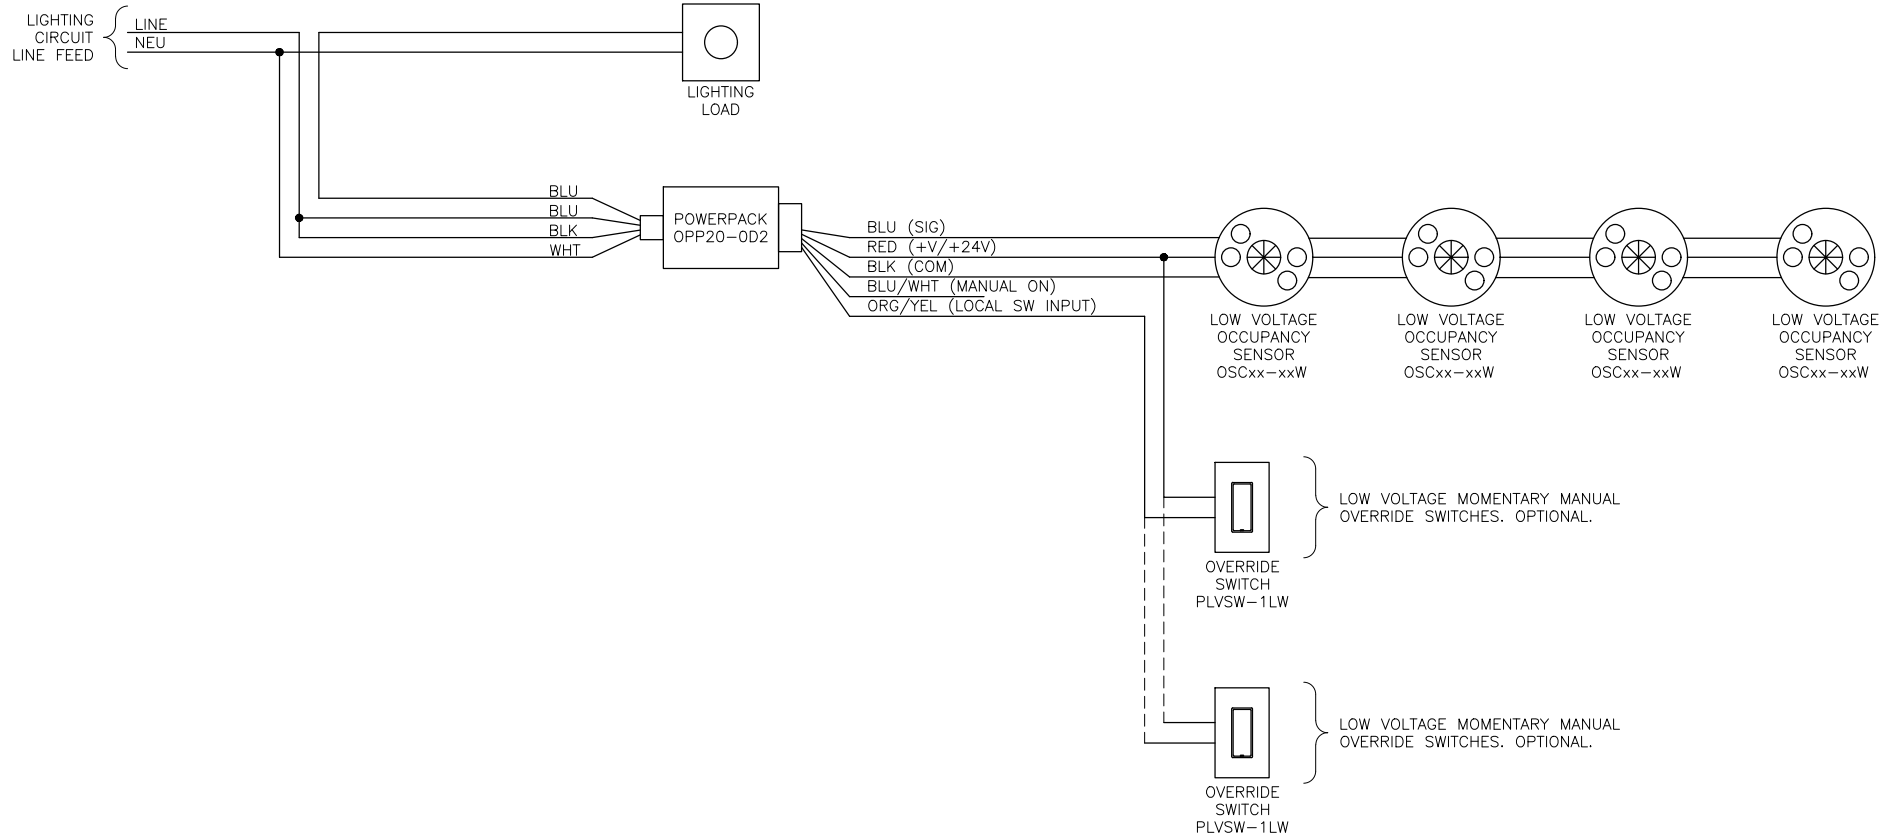 LIGHTING
CIRCUIT
LINE FEED
LINE
NEU
LIGHTING
LOAD
BLU
BLU
BLK
WHT
POWERPACK
OPP20-0D2
BLU (SIG)
RED (+V/+24V)
BLK (COM)
BLU/WHT (MANUAL ON)
ORG/YEL (LOCAL SW INPUT)
LOW VOLTAGE
OCCUPANCY
SENSOR
OSCxx-xxW
LOW VOLTAGE
OCCUPANCY
SENSOR
OSCxx-xxW
LOW VOLTAGE
OCCUPANCY
SENSOR
OSCxx-xxW
LOW VOLTAGE
OCCUPANCY
SENSOR
OSCxx-xxW
LOW VOLTAGE MOMENTARY MANUAL
OVERRIDE SWITCHES. OPTIONAL.
OVERRIDE
SWITCH
PLVSW-1LW
LOW VOLTAGE MOMENTARY MANUAL
OVERRIDE SWITCHES. OPTIONAL.
OVERRIDE
SWITCH
PLVSW-1LW